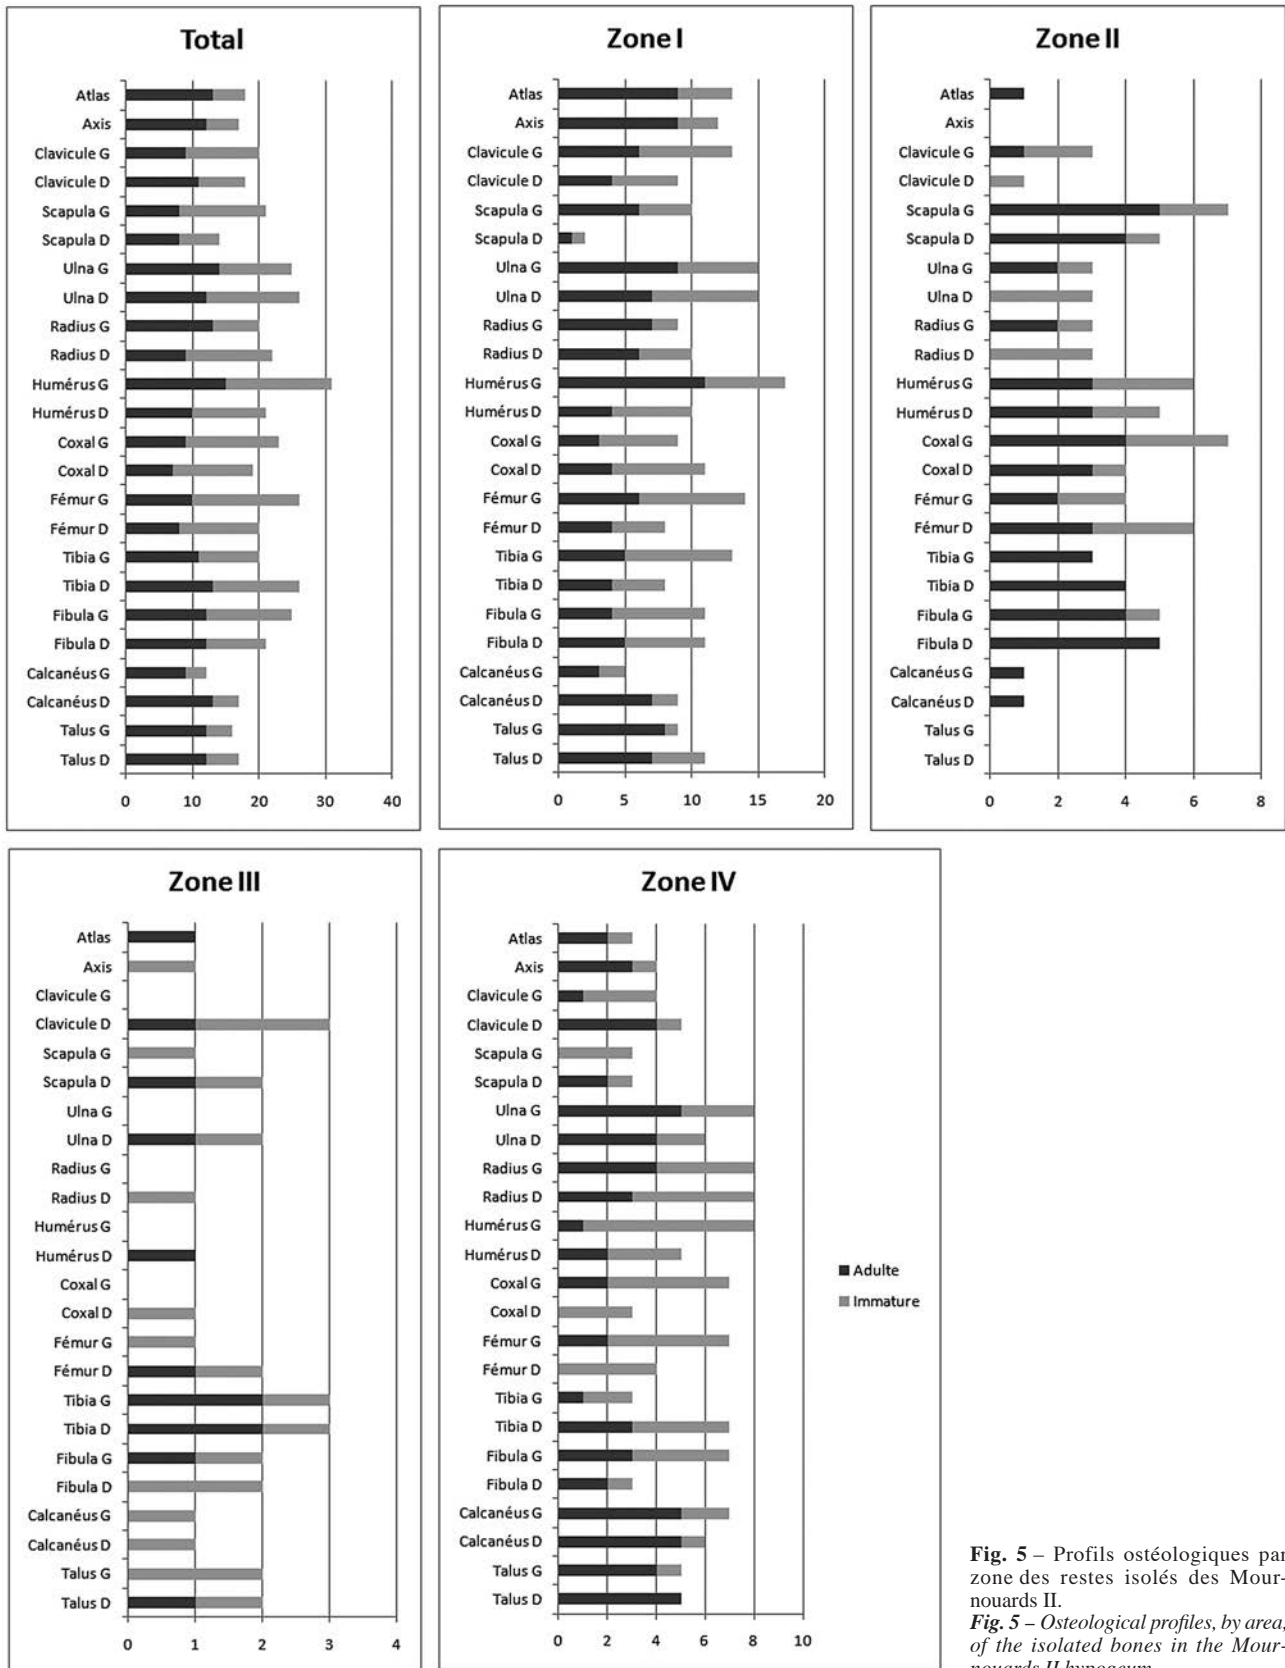 Total
Atlas
Axis
Clavicule G
Clavicule D
Scapula G
Scapula D
Ulna G
Ulna D
Radius G
Radius D
Humérus G
Humérus D
Coxal G
Coxal D
Fémur G
Fémur D
Tibia G
Tibia D
Fibula G
Fibula D
Calcanéus G
Calcanéus D
Talus G
Talus D
0 10 20 30 40
Zone I
Atlas
Axis
Clavicule G
Clavicule D
Scapula G
Scapula D
Ulna G
Ulna D
Radius G
Radius D
Humérus G
Humérus D
Coxal G
Coxal D
Fémur G
Fémur D
Tibia G
Tibia D
Fibula G
Fibula D
Calcanéus G
Calcanéus D
Talus G
Talus D
0 5 10 15 20
Zone II
Atlas
Axis
Clavicule G
Clavicule D
Scapula G
Scapula D
Ulna G
Ulna D
Radius G
Radius D
Humérus G
Humérus D
Coxal G
Coxal D
Fémur G
Fémur D
Tibia G
Tibia D
Fibula G
Fibula D
Calcanéus G
Calcanéus D
Talus G
Talus D
0 2 4 6 8
Zone III
Atlas
Axis
Clavicule G
Clavicule D
Scapula G
Scapula D
Ulna G
Ulna D
Radius G
Radius D
Humérus G
Humérus D
Coxal G
Coxal D
Fémur G
Fémur D
Tibia G
Tibia D
Fibula G
Fibula D
Calcanéus G
Calcanéus D
Talus G
Talus D
0 1 2 3 4
Zone IV
Atlas
Axis
Clavicule G
Clavicule D
Scapula G
Scapula D
Ulna G
Ulna D
Radius G
Radius D
Humérus G
Humérus D
Coxal G
Coxal D
Fémur G
Fémur D
Tibia G
Tibia D
Fibula G
Fibula D
Calcanéus G
Calcanéus D
Talus G
Talus D
0 2 4 6 8 10
Adulte
Immature
Fig. 5 – Profils ostéologiques par
zone des restes isolés des Mour-
nouards II.
Fig. 5 – Osteological profiles, by area,
of the isolated bones in the Mour-
nouards II hypogeum.